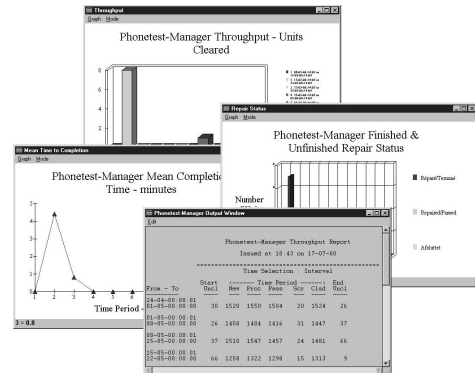 Throughput
Graph Mode
Phonetest-Manager Throughput - Units
Cleared
8
6
4
2
Repair Status
Graph Mode
Phonetest-Manager Finished &
Unfinished Repair Status
Number
Repaired/Passed
Mean Time to Completion
Graph Mode
Phonetest-Manager Mean
Time - minutes
5
4
3
2
1
0
1 2 3 4 5 6 7
Time Period -
3 = 0.8
Phonetest-Manager Output Window
Edit
Phonetest-Manager Throughput Report
Issued at 10:43 on 17-07-00
Time Selection : Interval
Start (------ Time Period ------) End
From - To Uncl New Proc Pass Scr Clsd Uncl
24-04-00:00:01
01-05-00:00:00 30 1520 1550 1504 20 1524 26
01-05-00:00:01
08-05-00:00:00 26 1458 1484 1416 31 1447 37
08-05-00:00:01
15-05-00:00:00 37 1510 1547 1457 24 1481 66
15-05-00:00:01
22-05-00:00:00 66 1258 1322 1298 15 1313 9